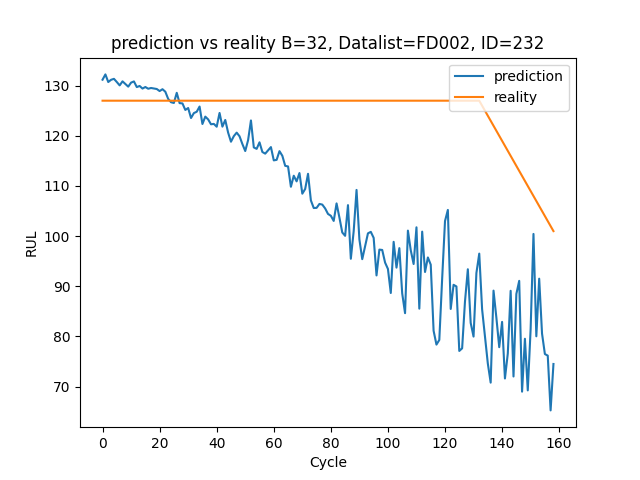 prediction vs reality B=32, Datalist=FD002, ID=232
prediction
reality
RUL
130
120
110
100
90
80
70
0 20 40 60 80 100 120 140 160
Cycle